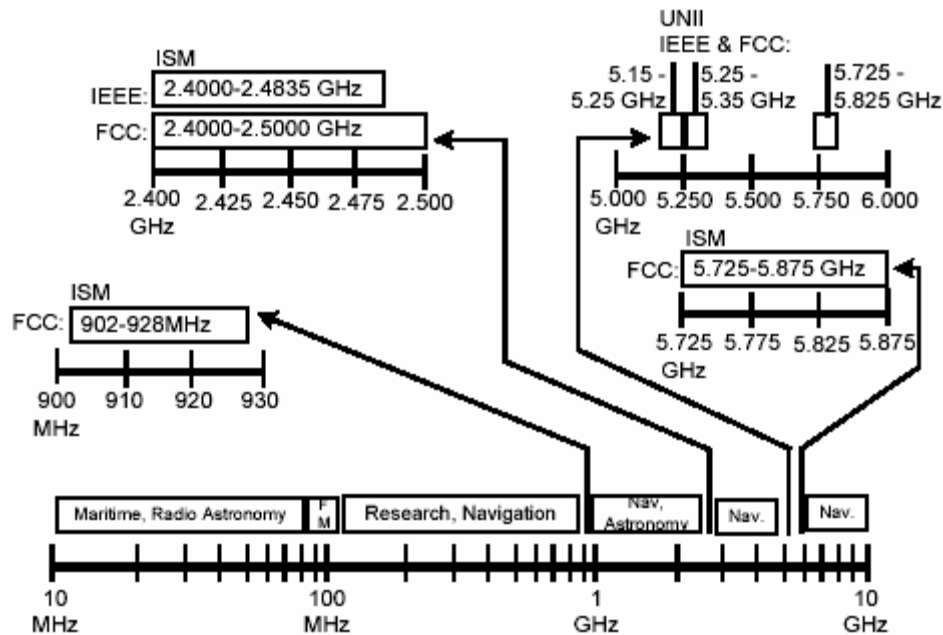 ISM
IEEE: 2.4000-2.4835 GHz
FCC: 2.4000-2.5000 GHz
2.400 2.425 2.450 2.475 2.500
GHz
UNII
IEEE & FCC:
5.15 - 5.25 - 5.725 -
5.25 GHz 5.35 GHz 5.825 GHz
5.000 5.250 5.500 5.750 6.000
GHz
ISM
FCC: 5.725-5.875 GHz
5.725 5.775 5.825 5.875
GHz
ISM
FCC: 902-928MHz
900 910 920 930
MHz
Maritime, Radio Astronomy
F
M
Research, Navigation
Nav,
Astronomy
Nav.
Nav.
10 100 1 10
MHz MHz GHz GHz